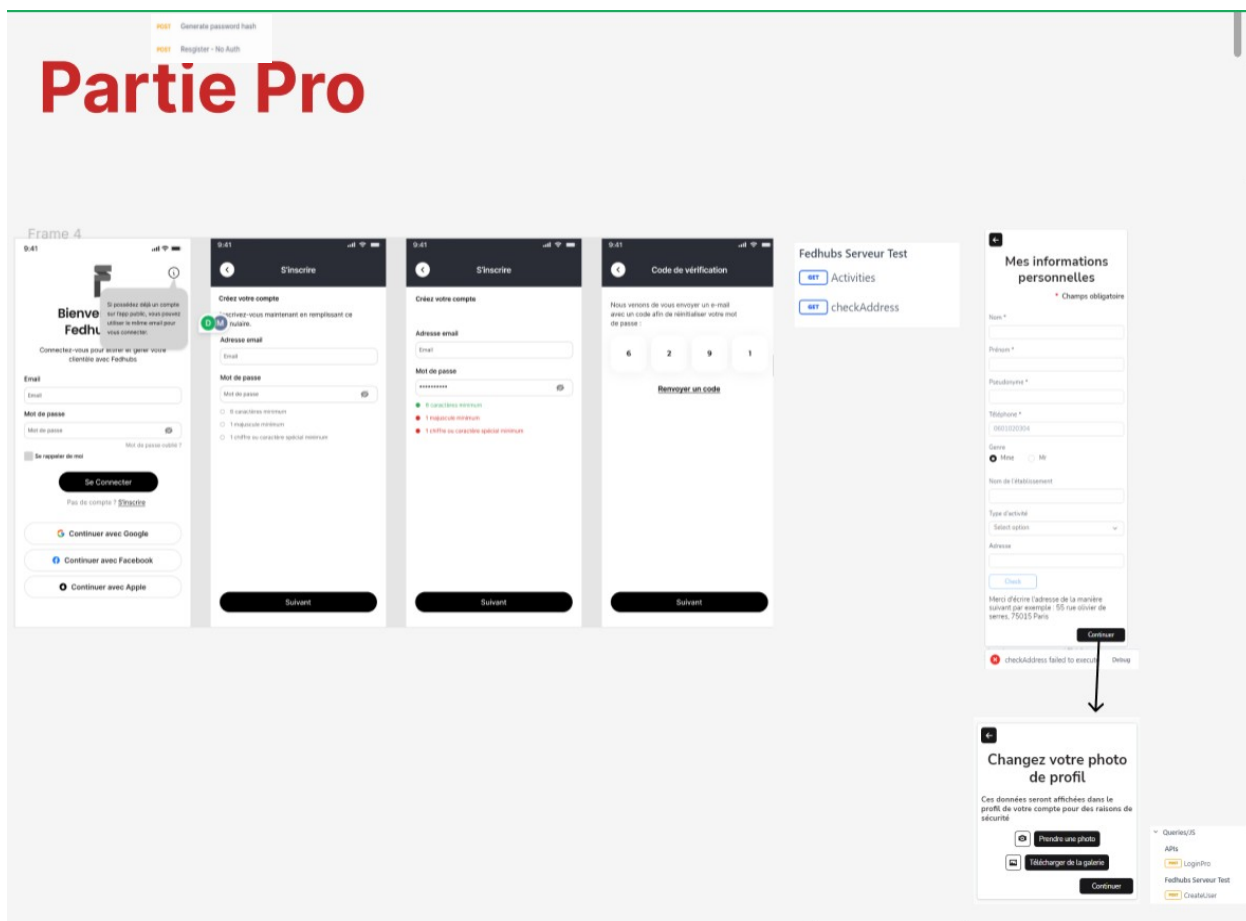 POST Generate password hash
POST Resgister - No Auth
Partie Pro
Frame 4
9:41
Bienve
Fedhu
Si possédez déjà un compte
sur l'app public, vous pouvez
utiliser le même email pour
vous connecter.
Connectez-vous pour attirer et gérer votre
clientèle avec Fedhubs
Email
Email
Mot de passe
Mot de passe
Mot de passe oublié ?
Se rappeler de moi
Se Connecter
Pas de compte ? S'inscrire
Continuer avec Google
Continuer avec Facebook
Continuer avec Apple
9:41
S'inscrire
Créez votre compte
Inscrivez-vous maintenant en remplissant ce
D M nulaire.
Adresse email
Email
Mot de passe
Mot de passe
6 caractères minimum
1 majuscule minimum
1 chiffre ou caractère spécial minimum
Suivant
9:41
S'inscrire
Créez votre compte
Adresse email
Email
Mot de passe
••••••••••
6 caractères minimum
1 majuscule minimum
1 chiffre ou caractère spécial minimum
Suivant
9:41
Code de vérification
Nous venons de vous envoyer un e-mail
avec un code afin de réinitialiser votre mot
de passe :
6 2 9 1
Renvoyer un code
Suivant
Fedhubs Serveur Test
GET Activities
GET checkAddress
Mes informations
personnelles
* Champs obligatoire
Nom *
Prénom *
Pseudonyme *
Téléphone *
0601020304
Genre
Mme Mr
Nom de l'établissement
Type d'activité
Select option
Adresse
Check
Merci d'écrire l'adresse de la manière
suivant par exemple : 55 rue olivier de
serres, 75015 Paris
Continuer
checkAddress failed to execute Debug
Changez votre photo
de profil
Ces données seront affichées dans le
profil de votre compte pour des raisons de
sécurité
Prendre une photo
Télécharger de la galerie
Continuer
Queries/JS
APIs
POST LoginPro
Fedhubs Serveur Test
POST CreateUser